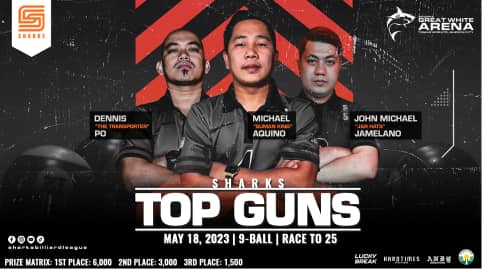 SHARKS
GREAT WHITE
ARENA
DENNIS
"THE TRANSPORTER"
PO
MICHAEL
AQUINO
JOHN MICHAEL
JAMELANO
SHARKS
TOP GUNS
MAY 18, 2023 | 9-BALL | RACE TO 25
sharksbilliardleague
LUCKY
BREAK
HARDTIMES
PRIZE MATRIX: 1ST PLACE: 6,000 2ND PLACE: 3,000 3RD PLACE: 1,500